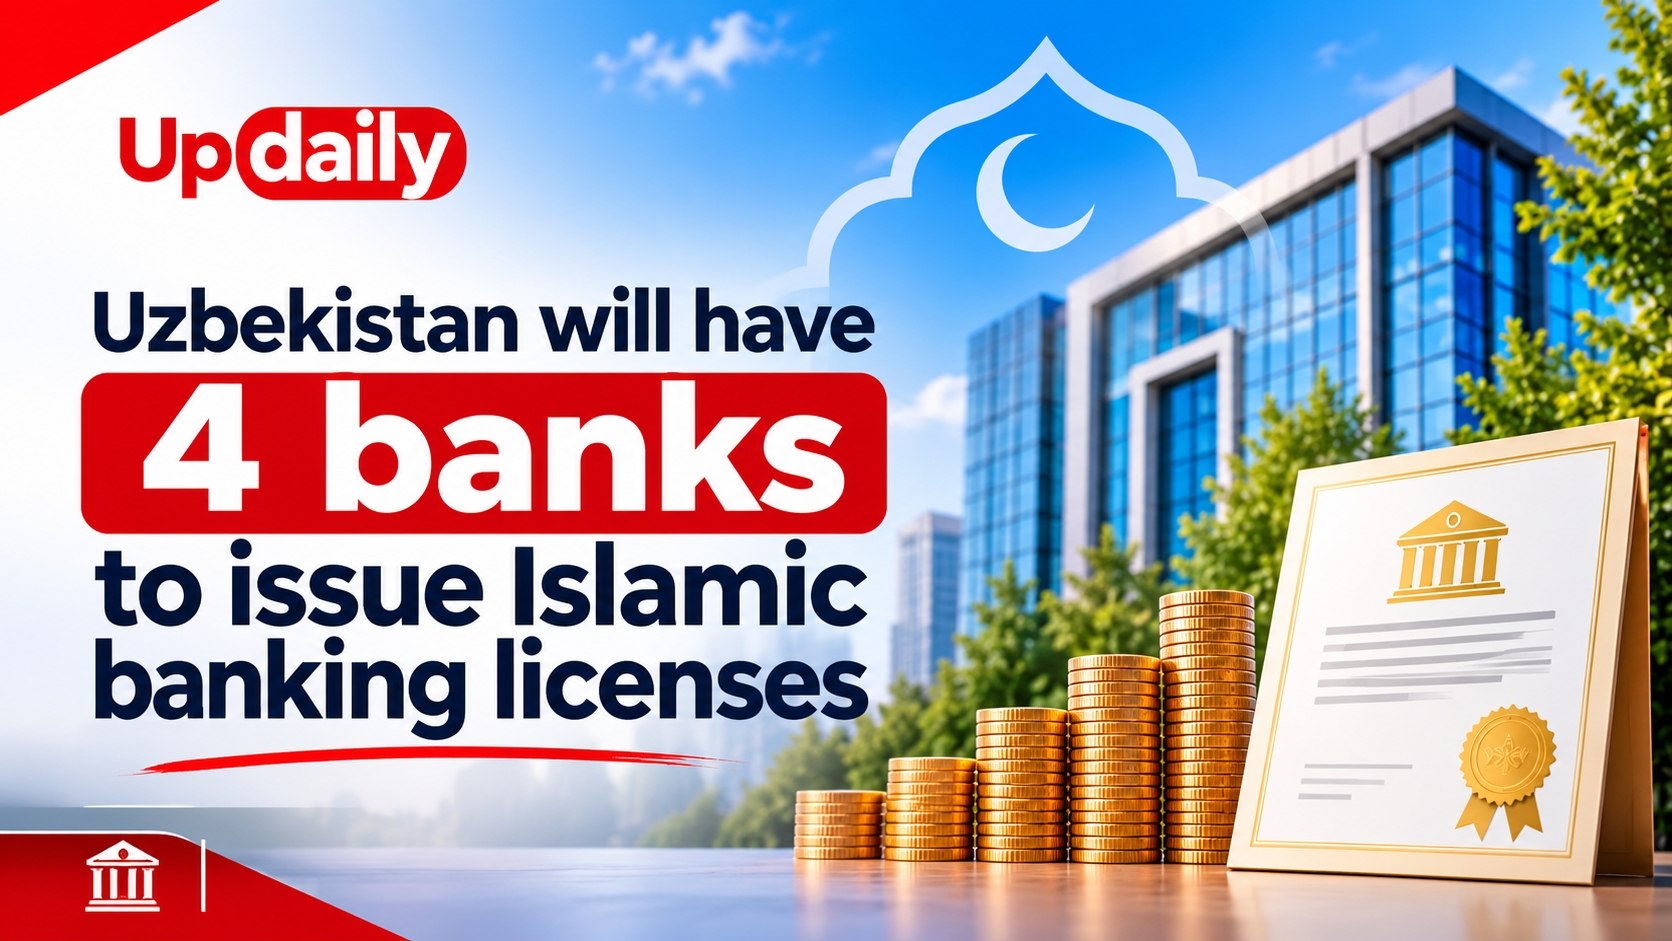 Updaily
Uzbekistan will have
4 banks
to issue Islamic
banking licenses